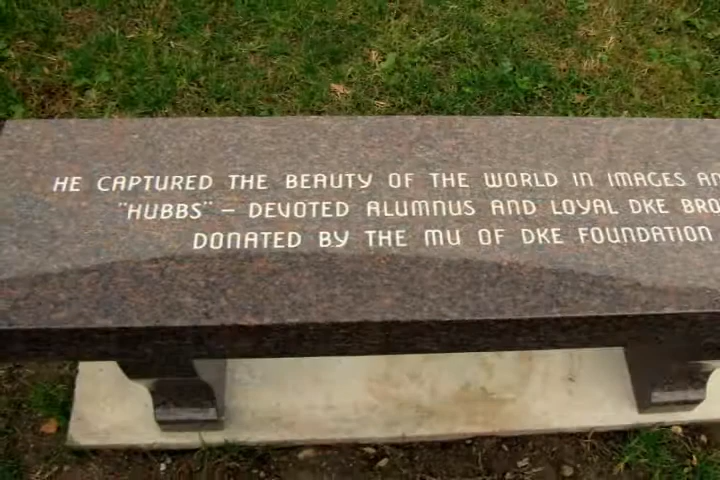 HE CAPTURED THE BEAUTY OF THE WORLD IN IMAGES
"HUBBS" – DEVOTED ALUMNUS AND LOYAL DKE
DONATED BY THE MU OF DKE FOUNDATION